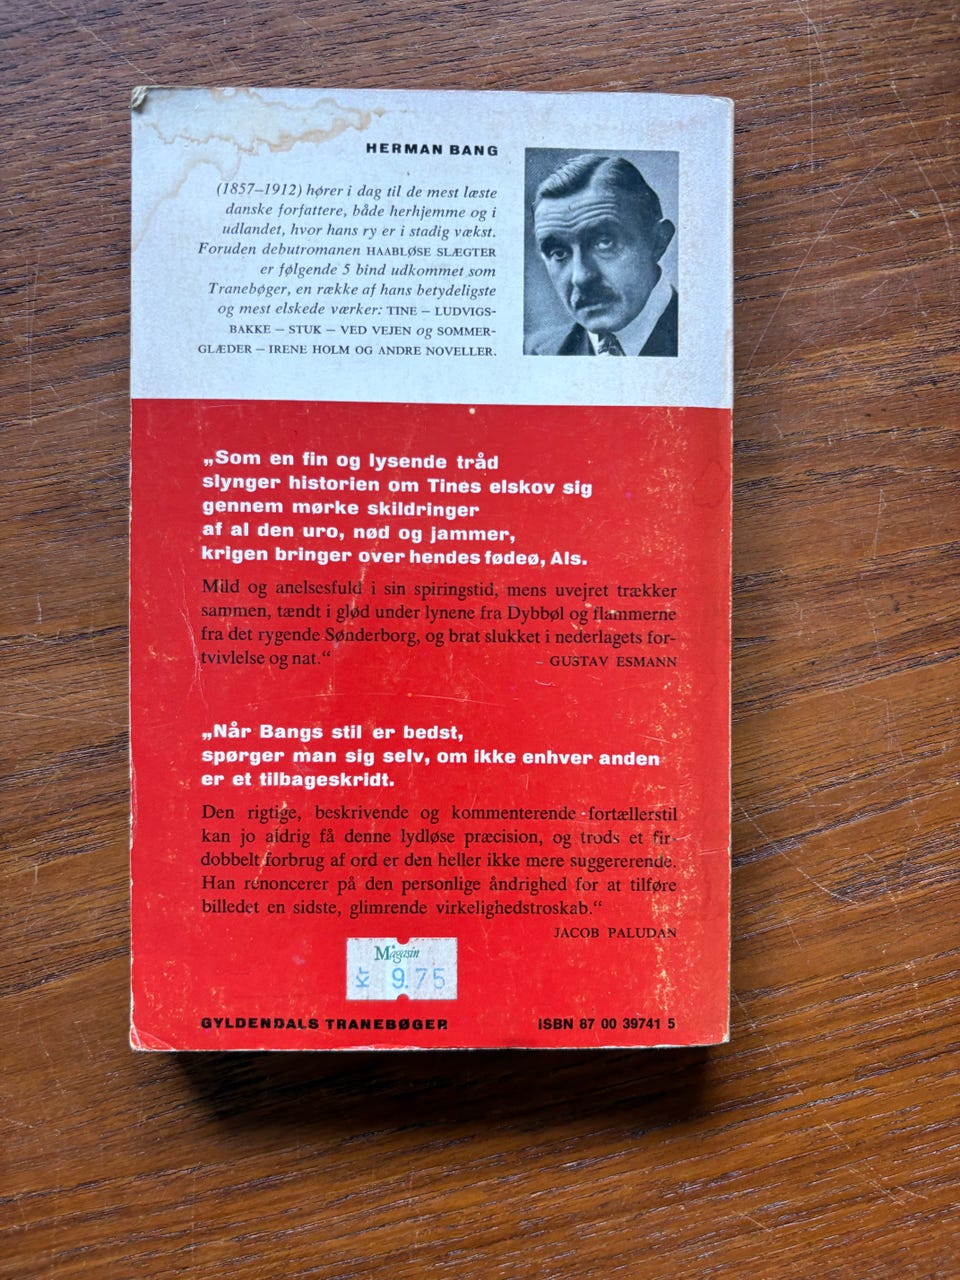 HERMAN BANG
(1857–1912) hører i dag til de mest læste
danske forfattere, både herhjemme og i
udlandet, hvor hans ry er i stadig vækst.
Foruden debutromanen HAABLØSE SLÆGTER
er følgende 5 bind udkommet som
Tranebøger, en række af hans betydeligste
og mest elskede værker: TINE – LUDVIGS-
BAKKE – STUK – VED VEJEN og SOMMER-
GLÆDER – IRENE HOLM OG ANDRE NOVELLER.
„Som en fin og lysende tråd
slynger historien om Tines elskov sig
gennem mørke skildringer
af al den uro, nød og jammer,
krigen bringer over hendes fødeø, Als.
Mild og anelsesfuld i sin spiringstid, mens uvejret trækker
sammen, tændt i glød under lynene fra Dybbøl og flammerne
fra det rygende Sønderborg, og brat slukket i nederlagets for-
tvivlelse og nat.“ GUSTAV ESMANN
„Når Bangs stil er bedst,
spørger man sig selv, om ikke enhver anden
er et tilbageskridt.
Den rigtige, beskrivende og kommenterende fortællerstil
kan jo aldrig få denne lydløse præcision, og trods et fir-
dobbelt forbrug af ord er den heller ikke mere suggererende.
Han renoncerer på den personlige åndrighed for at tilføre
billedet en sidste, glimrende virkelighedstroskab.“
JACOB PALUDAN
Magasin
Kr 9.75
GYLDENDALS TRANEBØGER ISBN 87 00 39741 5